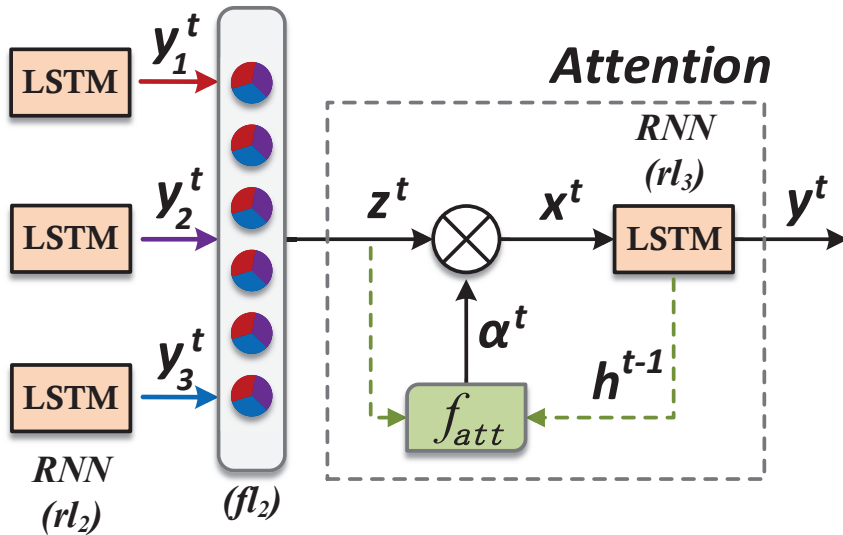 y₁ᵗ
LSTM
Attention
RNN
(rl₃)
y₂ᵗ
zᵗ
xᵗ
yᵗ
LSTM
LSTM
αᵗ
y₃ᵗ
hᵗ⁻¹
LSTM
f_att
RNN
(rl₂)
(fl₂)